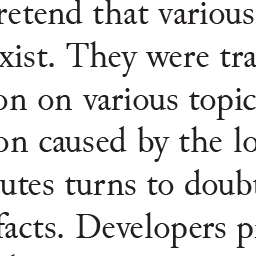 retend that various
xist. They were tra
on on various topic
on caused by the lo
utes turns to doubt
facts. Developers p